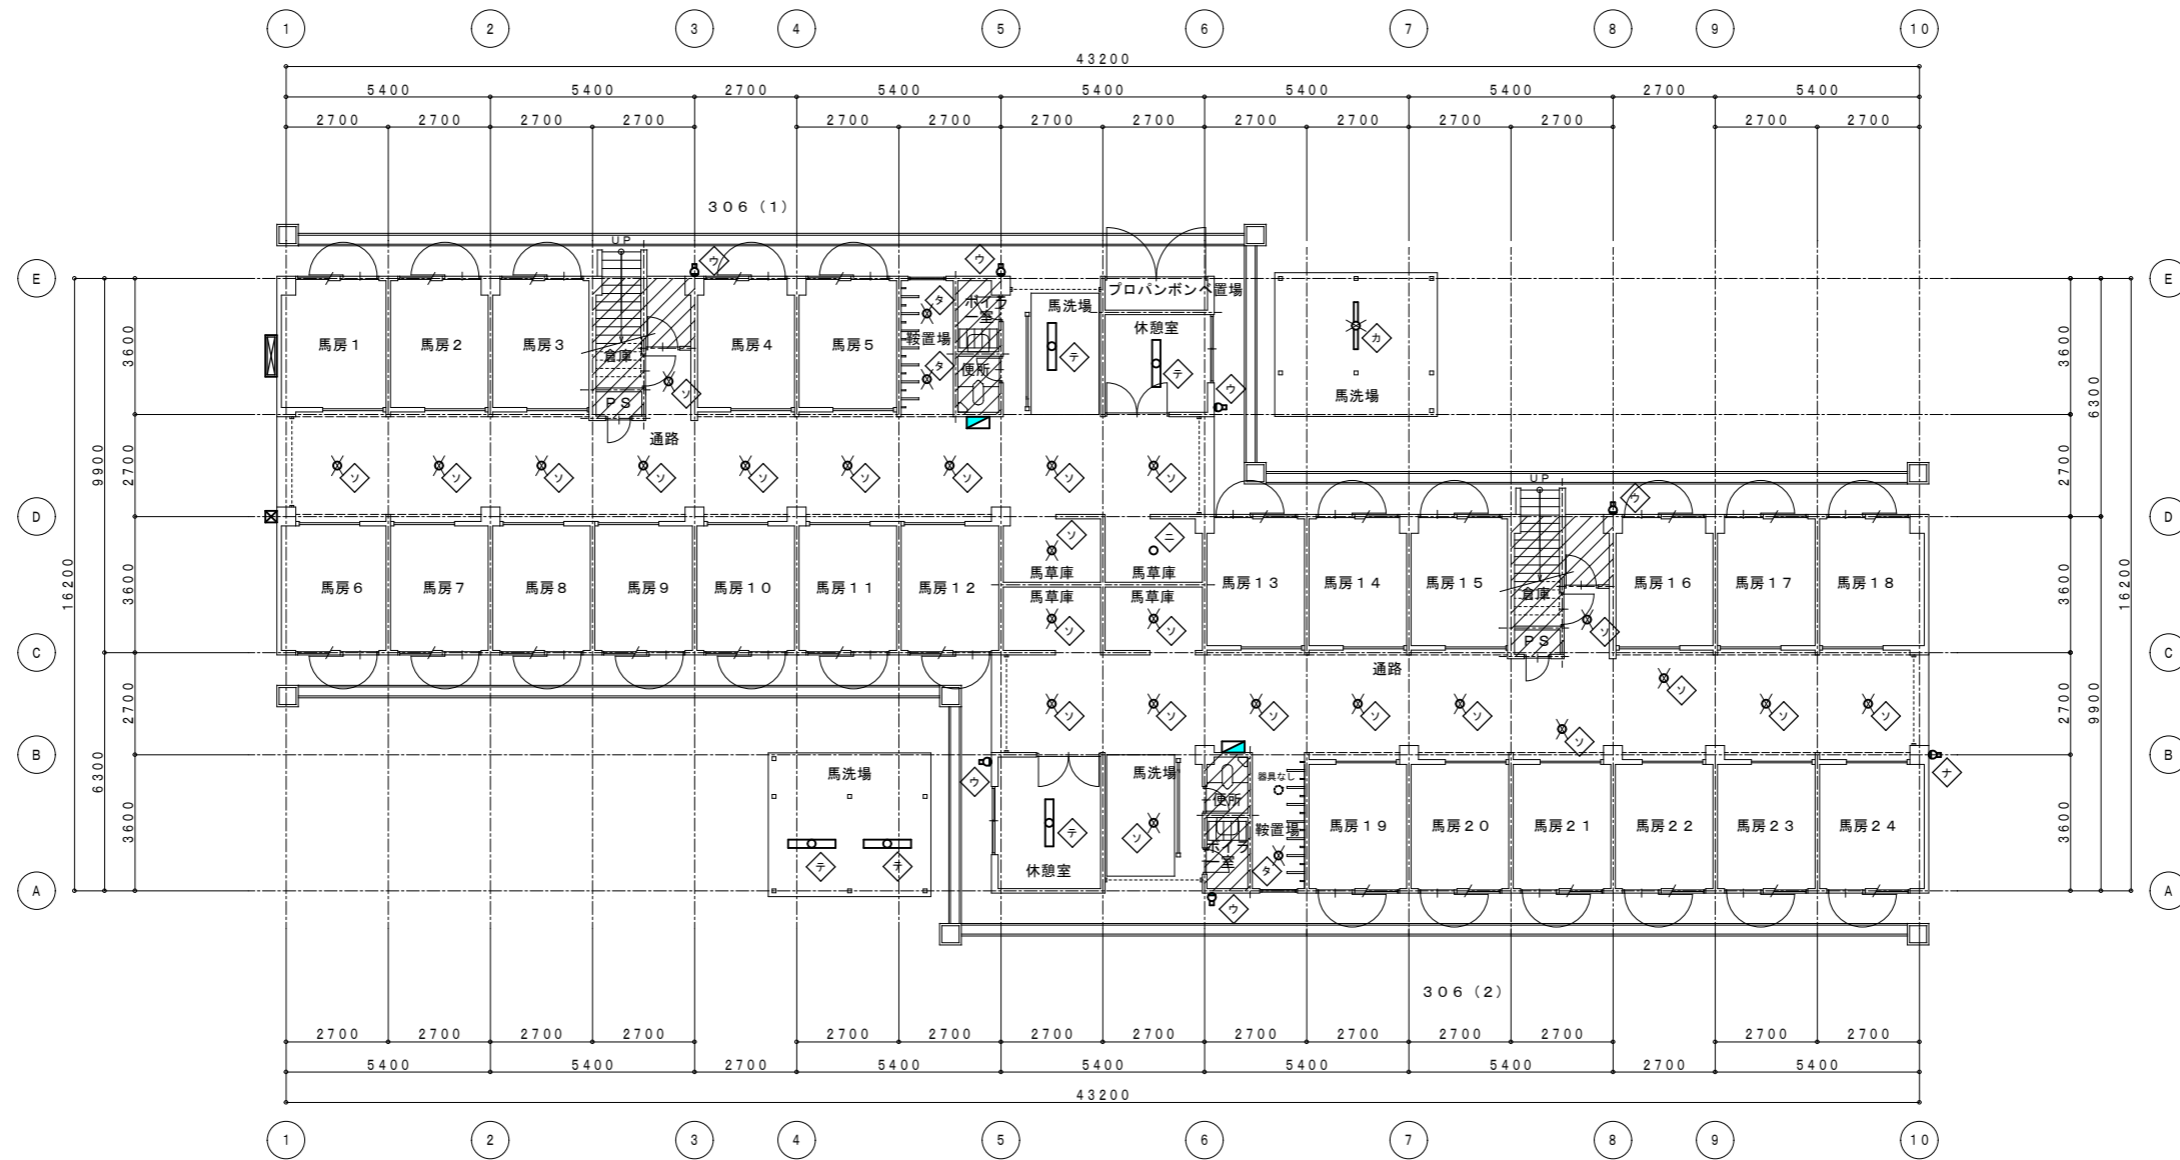 1 2 3 4 5 6 7 8 9 10
43200
5400 5400 2700 5400 5400 5400 5400 2700 5400
2700 2700 2700 2700 2700 2700 2700 2700 2700 2700 2700 2700 2700 2700
306（1）
UP
ウ ウ
E E
プロパンボンベ置場
タ ボイラー室 馬洗場
休憩室
馬房1 馬房2 馬房3 倉庫 馬房4 馬房5 鞍置場 テ テ カ
3600 3600
タ 便所 ウ
ソ
PS
馬洗場
6300
通路
9900 2700 2700
ソ ソ ソ ソ ソ ソ ソ ソ ソ
UP
ウ
D D
ソ ニ
馬草庫 馬草庫
馬房6 馬房7 馬房8 馬房9 馬房10 馬房11 馬房12 馬房13 馬房14 馬房15 倉庫 馬房16 馬房17 馬房18
16200 3600 3600 16200
馬草庫 馬草庫
ソ ソ ソ
PS
C C
通路
2700 2700 9900
ソ ソ ソ ソ ソ ソ ソ ソ ソ
B B
馬洗場 ウ 馬洗場 器具なし ナ
6300
便所
3600 3600
テ ソ 鞍置場 馬房19 馬房20 馬房21 馬房22 馬房23 馬房24
ボイラー室
テ テ 休憩室 タ
A A
ウ
306（2）
2700 2700 2700 2700 2700 2700 2700 2700 2700 2700 2700 2700 2700 2700
5400 5400 2700 5400 5400 5400 5400 2700 5400
43200
1 2 3 4 5 6 7 8 9 10